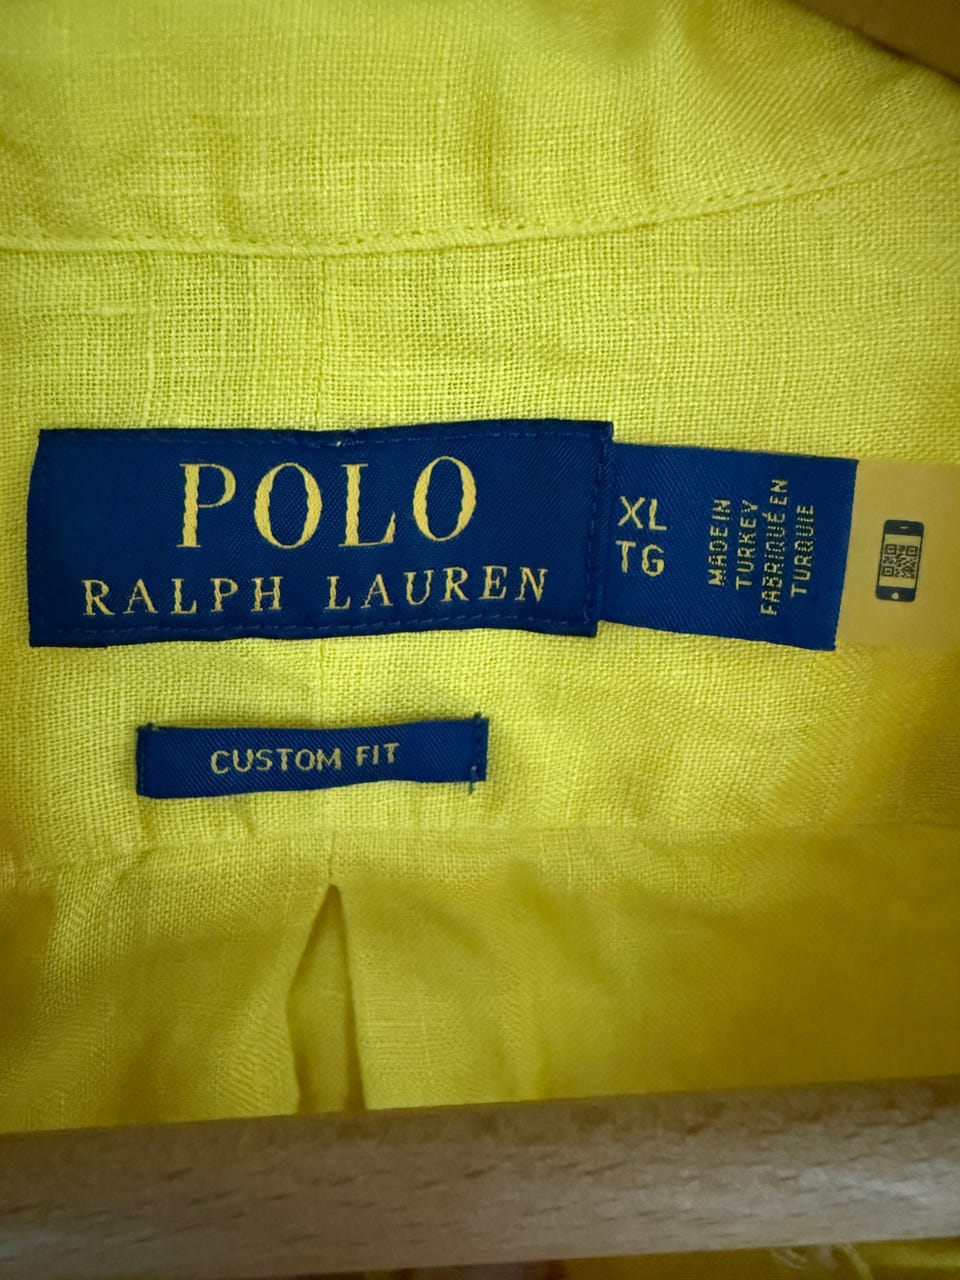 POLO
RALPH LAUREN
XL
TG
MADE IN
TURKEY
FABRIQUÉ EN
TURQUIE
CUSTOM FIT